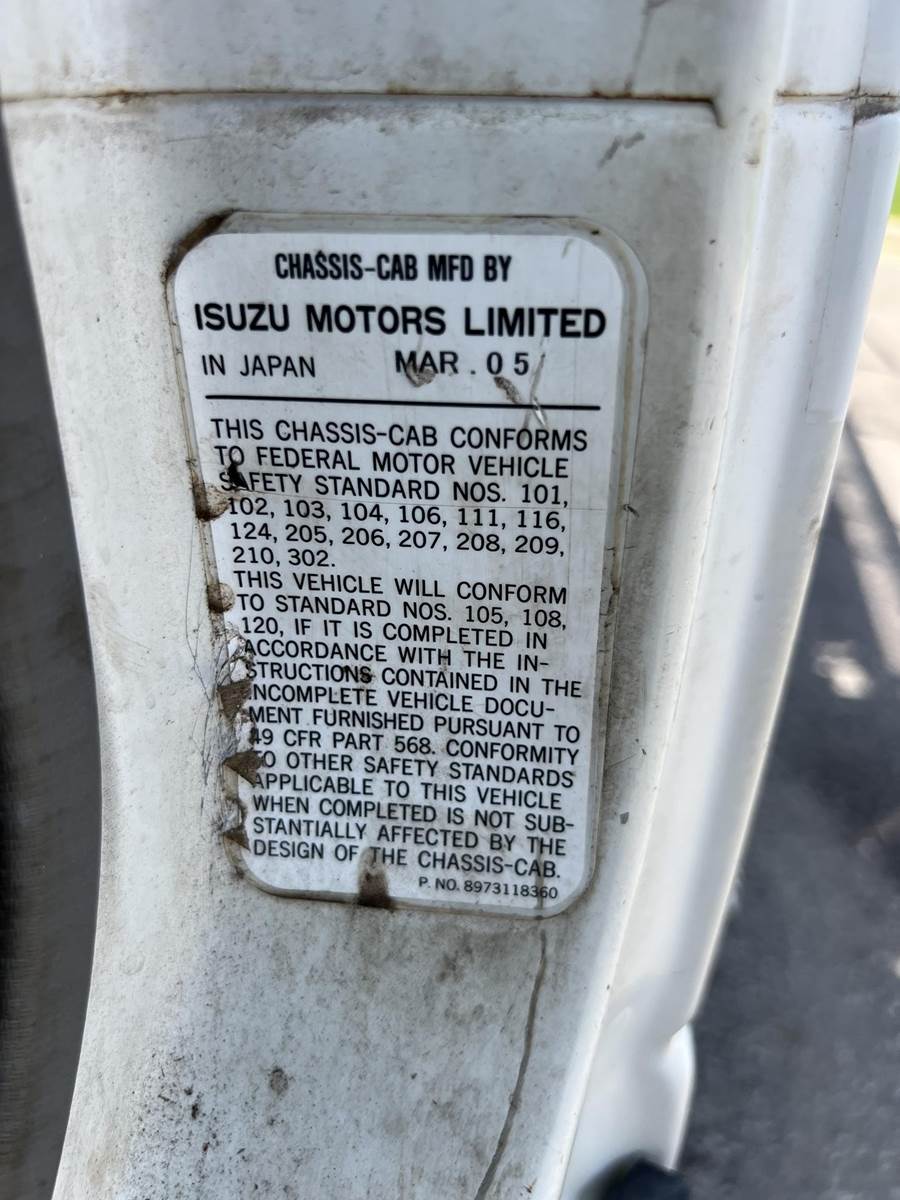 CHASSIS-CAB MFD BY
ISUZU MOTORS LIMITED
IN JAPAN MAR . 0 5
THIS CHASSIS-CAB CONFORMS
TO FEDERAL MOTOR VEHICLE
SAFETY STANDARD NOS. 101,
102, 103, 104, 106, 111, 116,
124, 205, 206, 207, 208, 209,
210, 302.
THIS VEHICLE WILL CONFORM
TO STANDARD NOS. 105, 108,
120, IF IT IS COMPLETED IN
ACCORDANCE WITH THE IN-
STRUCTIONS CONTAINED IN THE
INCOMPLETE VEHICLE DOCU-
MENT FURNISHED PURSUANT TO
49 CFR PART 568. CONFORMITY
TO OTHER SAFETY STANDARDS
APPLICABLE TO THIS VEHICLE
WHEN COMPLETED IS NOT SUB-
STANTIALLY AFFECTED BY THE
DESIGN OF THE CHASSIS-CAB.
P. NO. 8973118360